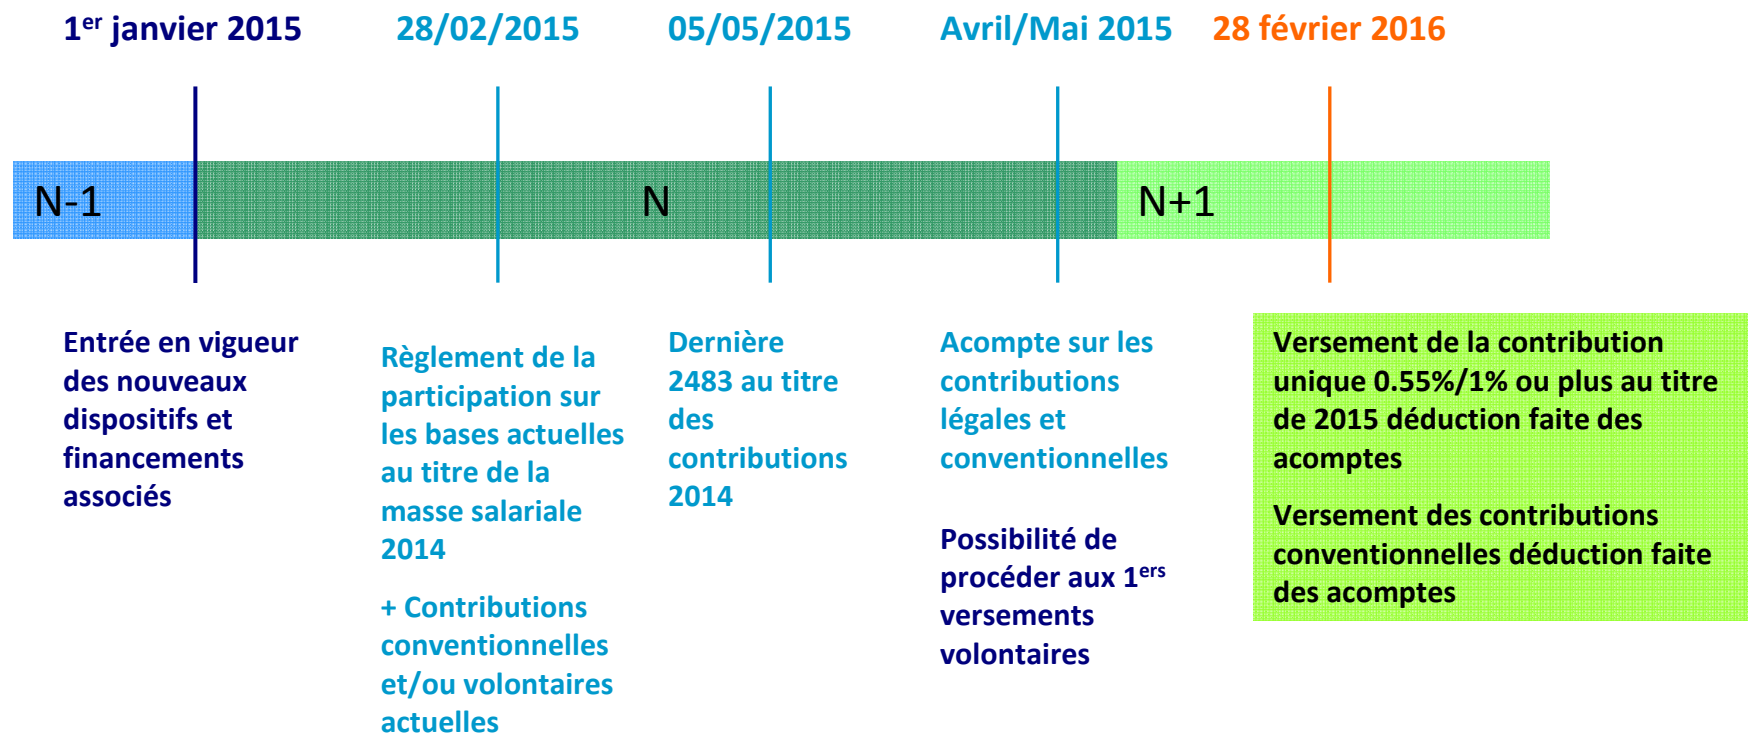 1er janvier 2015
28/02/2015
05/05/2015
Avril/Mai 2015
28 février 2016
N-1
N
N+1
Entrée en vigueur
des nouveaux
dispositifs et
financements
associés
Règlement de la
participation sur
les bases actuelles
au titre de la
masse salariale
2014
+ Contributions
conventionnelles
et/ou volontaires
actuelles
Dernière
2483 au titre
des
contributions
2014
Acompte sur les
contributions
légales et
conventionnelles
Possibilité de
procéder aux 1ers
versements
volontaires
Versement de la contribution
unique 0.55%/1% ou plus au titre
de 2015 déduction faite des
acomptes
Versement des contributions
conventionnelles déduction faite
des acomptes